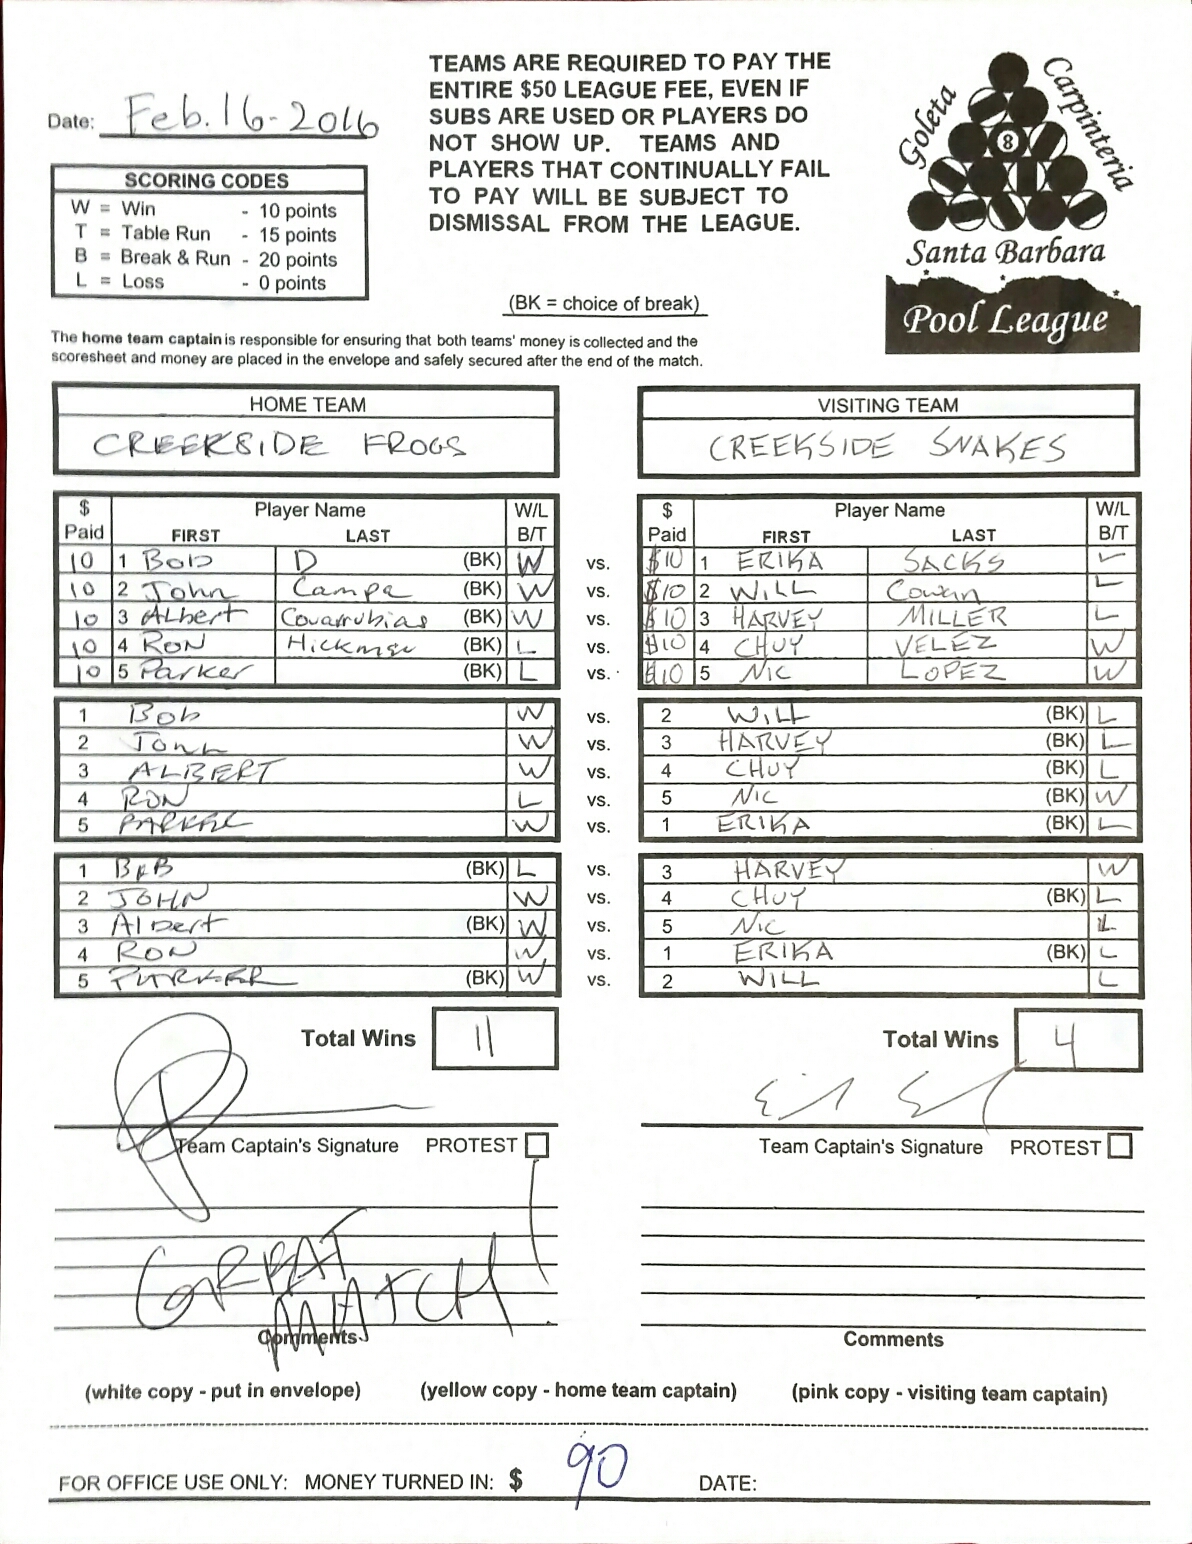 TEAMS ARE REQUIRED TO PAY THE
ENTIRE $50 LEAGUE FEE, EVEN IF
SUBS ARE USED OR PLAYERS DO
NOT SHOW UP. TEAMS AND
PLAYERS THAT CONTINUALLY FAIL
TO PAY WILL BE SUBJECT TO
DISMISSAL FROM THE LEAGUE.
Date: Feb. 16-2016
SCORING CODES
W = Win - 10 points
T = Table Run - 15 points
B = Break & Run - 20 points
L = Loss - 0 points
Goleta
Carpinteria
8
Santa Barbara
Pool League
(BK = choice of break)
The home team captain is responsible for ensuring that both teams' money is collected and the
scoresheet and money are placed in the envelope and safely secured after the end of the match.
HOME TEAM VISITING TEAM
CREEKSIDE FROGS CREEKSIDE SNAKES
$ Player Name W/L $ Player Name W/L
Paid FIRST LAST B/T Paid FIRST LAST B/T
10 1 Bob D (BK) W vs. $10 1 ERIKA SACKS L
10 2 John Campa (BK) W vs. $10 2 WILL Cowan L
10 3 Albert Covarrubias (BK) W vs. $10 3 HARVEY MILLER L
10 4 RON Hickman (BK) L vs. $10 4 CHUY VELEZ W
10 5 Parker (BK) L vs. $10 5 NIC LOPEZ W
1 Bob W vs. 2 WILL (BK) L
2 John W vs. 3 HARVEY (BK) L
3 ALBERT W vs. 4 CHUY (BK) L
4 RON L vs. 5 NIC (BK) W
5 PARKER W vs. 1 ERIKA (BK) L
1 BOB (BK) L vs. 3 HARVEY W
2 JOHN W vs. 4 CHUY (BK) L
3 Albert (BK) W vs. 5 NIC L
4 RON W vs. 1 ERIKA (BK) L
5 PARKER (BK) W vs. 2 WILL L
Total Wins 11 Total Wins 4
Team Captain's Signature PROTEST Team Captain's Signature PROTEST
GREAT
MATCH
Comments Comments
(white copy - put in envelope) (yellow copy - home team captain) (pink copy - visiting team captain)
FOR OFFICE USE ONLY: MONEY TURNED IN: $ 90 DATE: